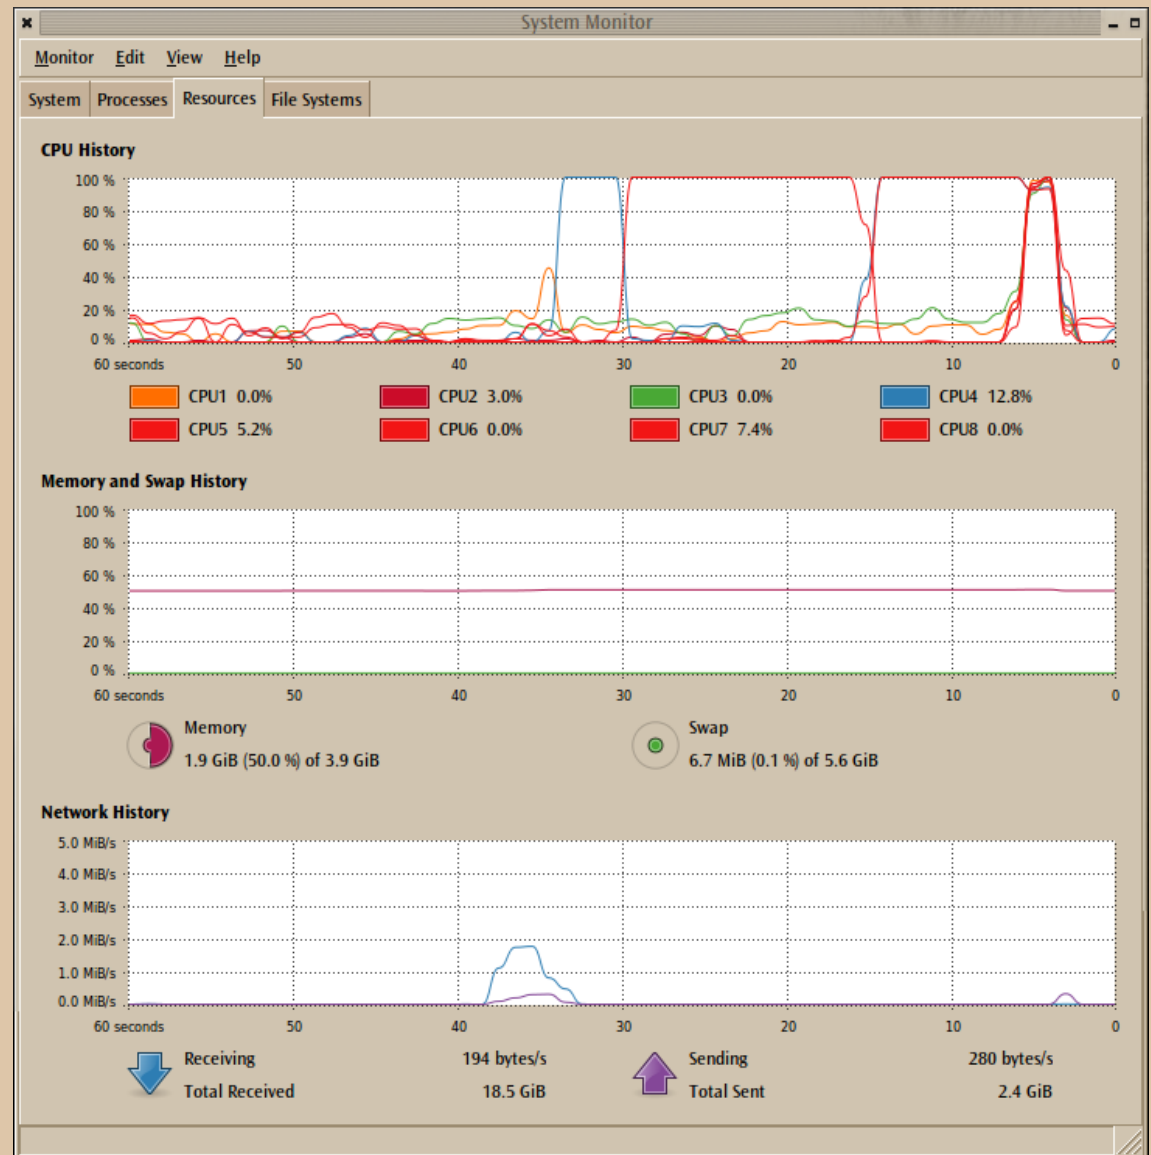 System Monitor
Monitor Edit View Help
System Processes Resources File Systems
CPU History
100 %
80 %
60 %
40 %
20 %
0 %
60 seconds 50 40 30 20 10 0
CPU1 0.0% CPU2 3.0% CPU3 0.0% CPU4 12.8%
CPU5 5.2% CPU6 0.0% CPU7 7.4% CPU8 0.0%
Memory and Swap History
100 %
80 %
60 %
40 %
20 %
0 %
60 seconds 50 40 30 20 10 0
Memory Swap
1.9 GiB (50.0 %) of 3.9 GiB 6.7 MiB (0.1 %) of 5.6 GiB
Network History
5.0 MiB/s
4.0 MiB/s
3.0 MiB/s
2.0 MiB/s
1.0 MiB/s
0.0 MiB/s
60 seconds 50 40 30 20 10 0
Receiving 194 bytes/s Sending 280 bytes/s
Total Received 18.5 GiB Total Sent 2.4 GiB